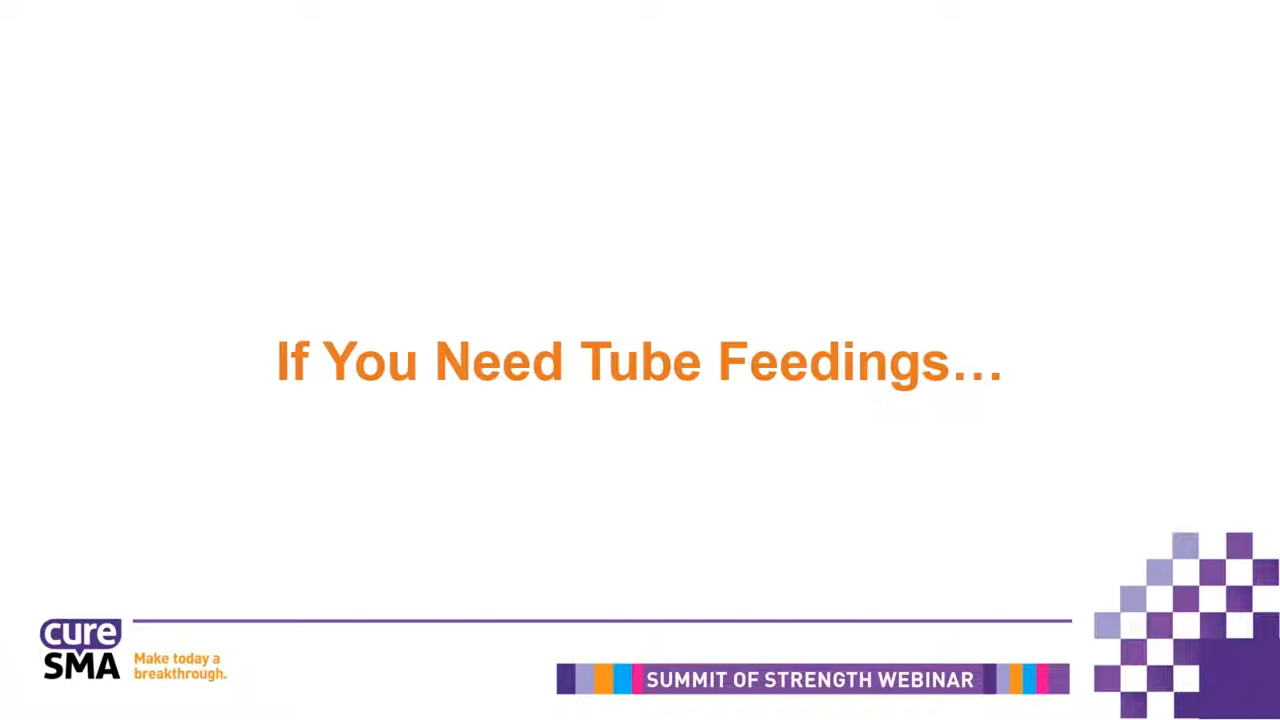 If You Need Tube Feedings…
cure
SMA
Make today a
breakthrough.
SUMMIT OF STRENGTH WEBINAR